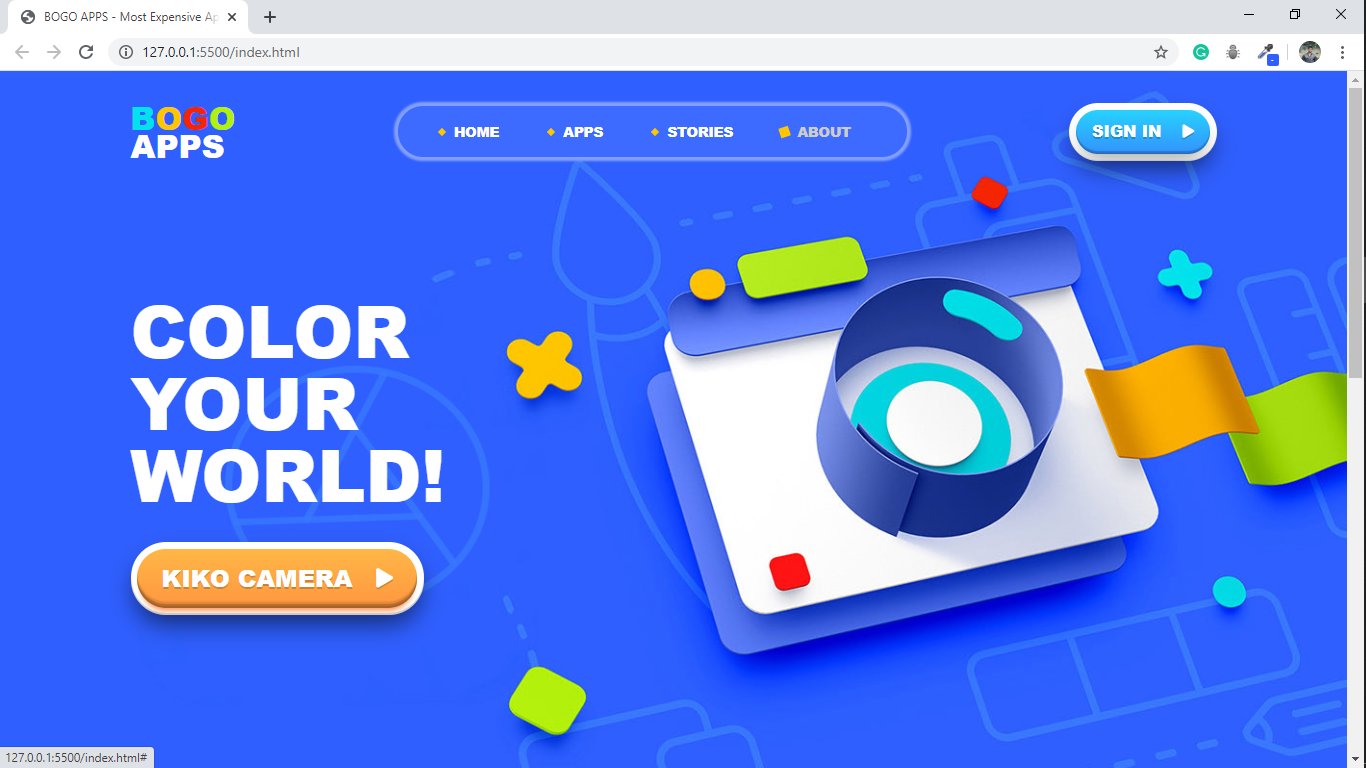 BOGO APPS - Most Expensive Ap
127.0.0.1:5500/index.html
BOGO
APPS
HOME
APPS
STORIES
ABOUT
SIGN IN
COLOR
YOUR
WORLD!
KIKO CAMERA
127.0.0.1:5500/index.html#